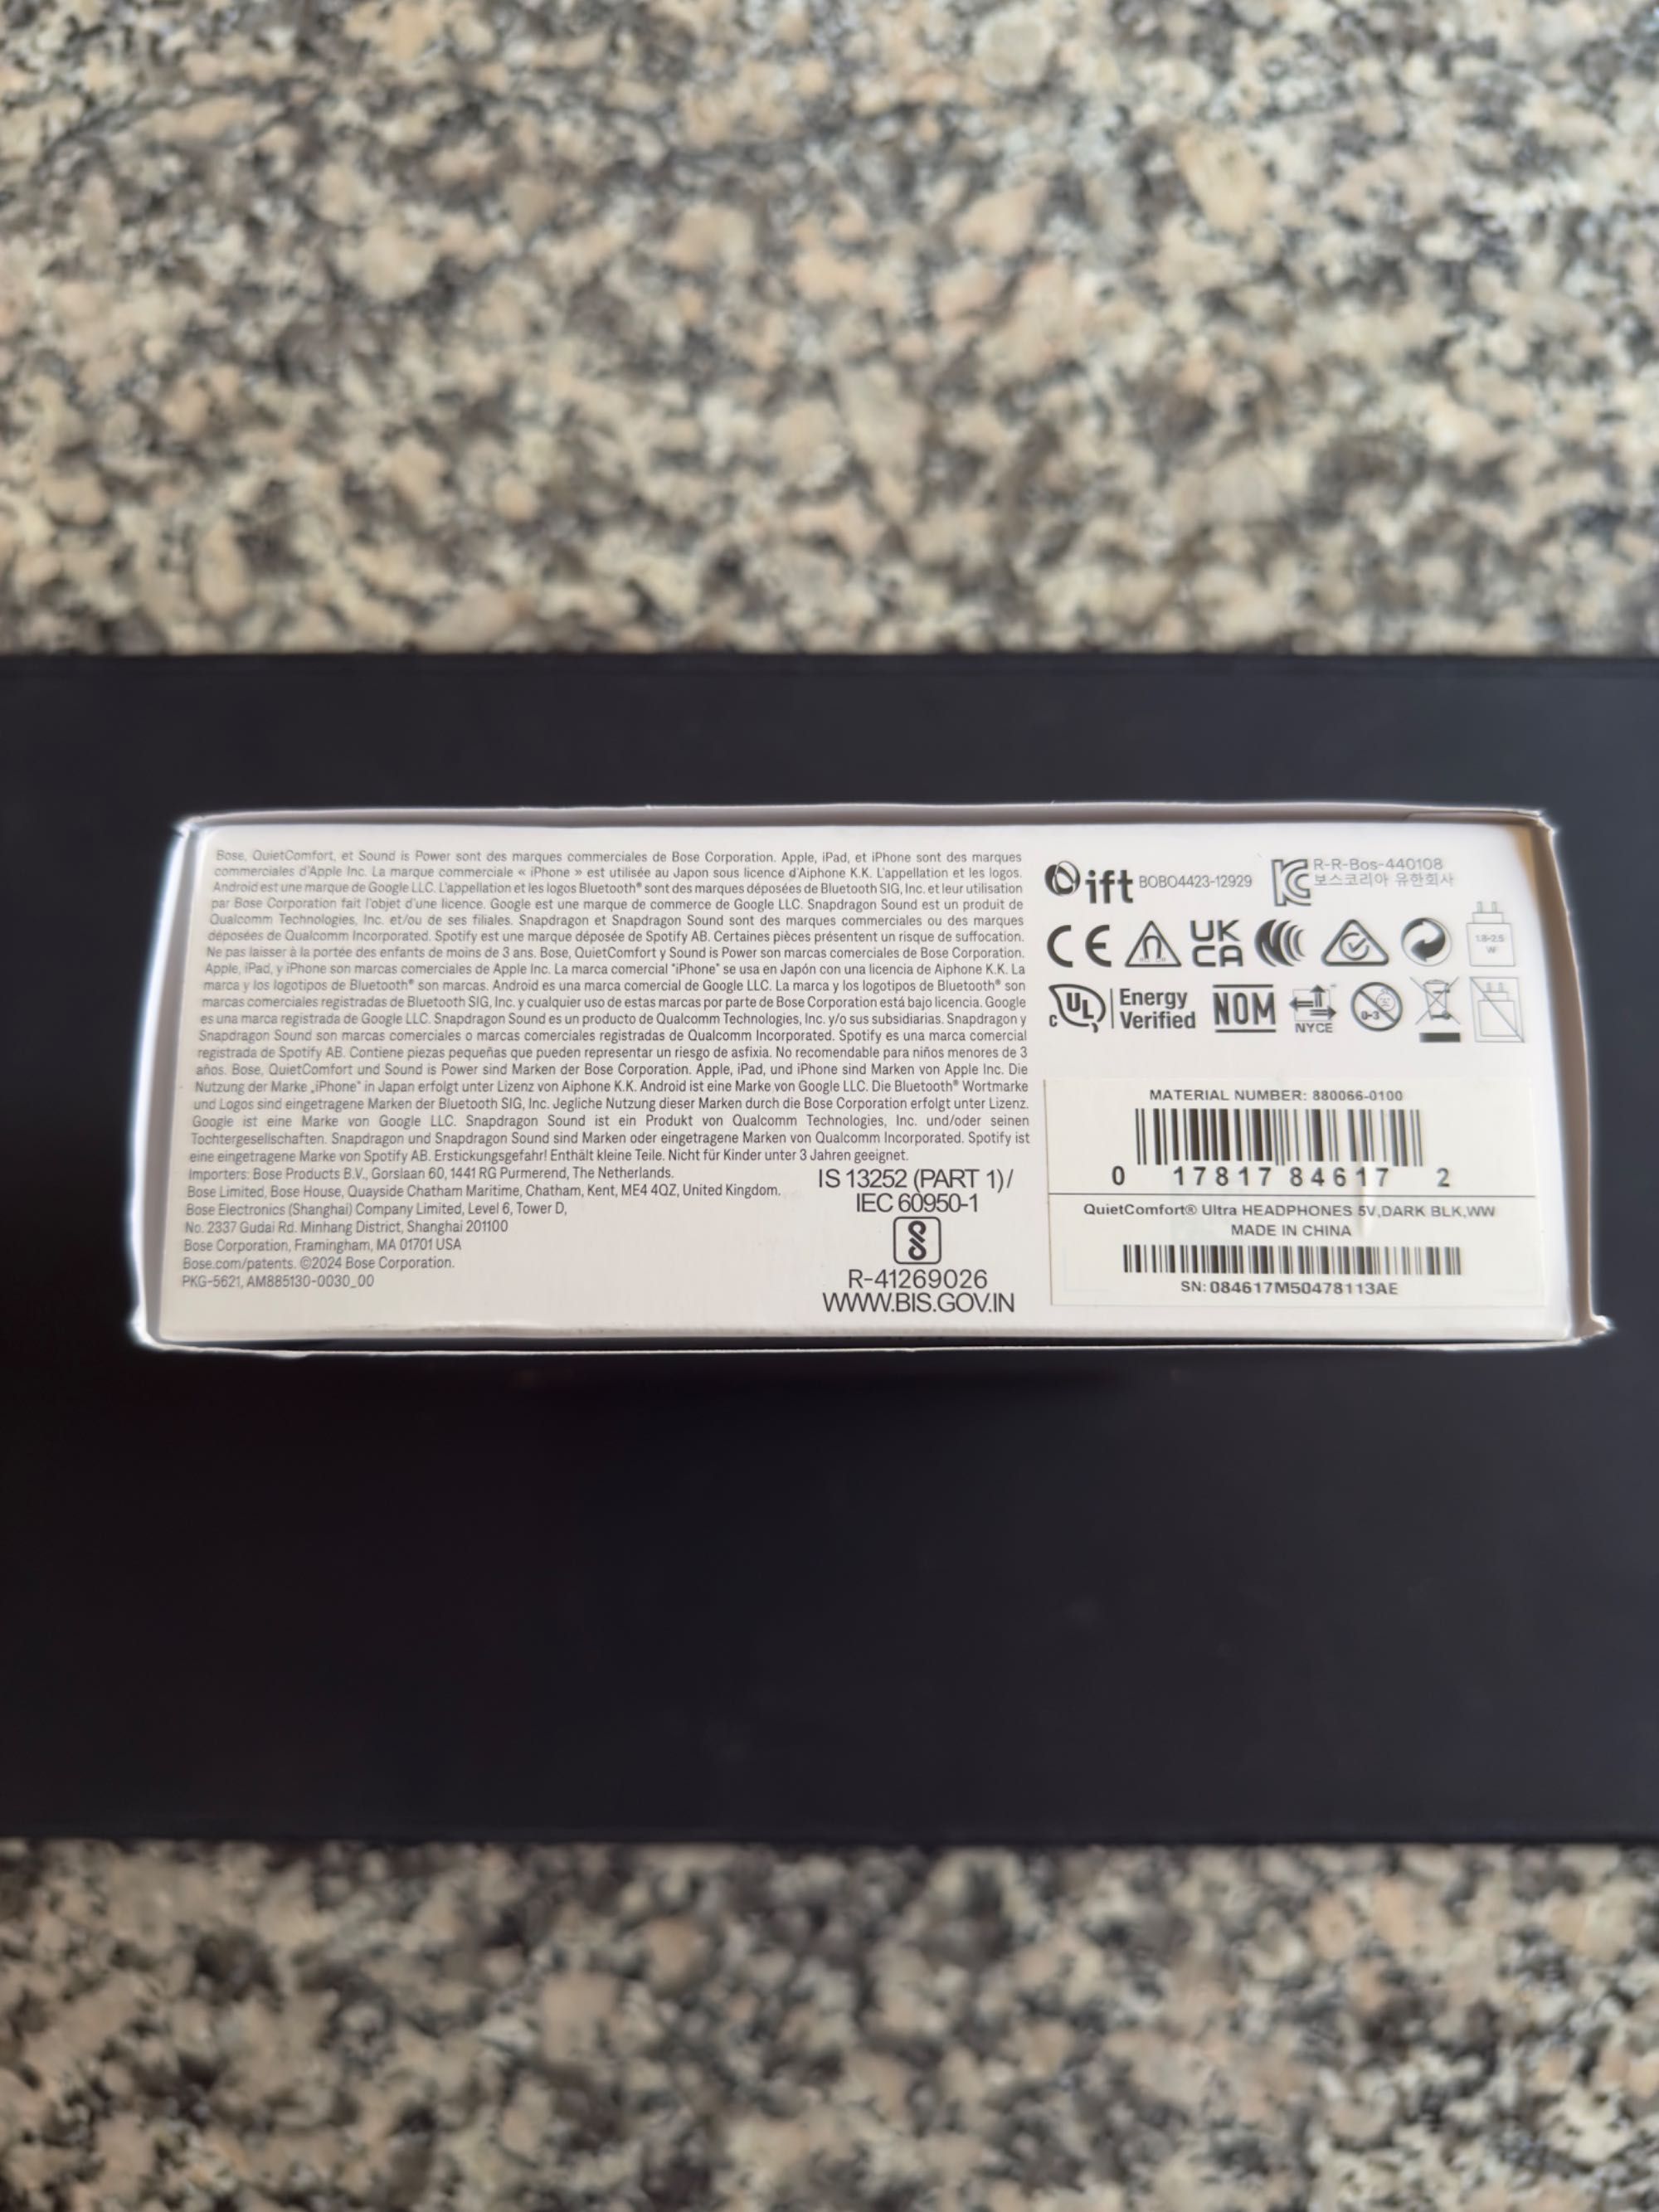 Bose, QuietComfort, et Sound is Power sont des marques commerciales de Bose Corporation. Apple, iPad, et iPhone sont des marques
commerciales d'Apple Inc. La marque commerciale « iPhone » est utilisée au Japon sous licence d'Aiphone K.K. L'appellation et les logos.
Android est une marque de Google LLC. L'appellation et les logos Bluetooth® sont des marques déposées de Bluetooth SIG, Inc. et leur utilisation
par Bose Corporation fait l'objet d'une licence. Google est une marque de commerce de Google LLC. Snapdragon Sound est un produit de
Qualcomm Technologies, Inc. et/ou de ses filiales. Snapdragon et Snapdragon Sound sont des marques commerciales ou des marques
déposées de Qualcomm Incorporated. Spotify est une marque déposée de Spotify AB. Certaines pièces présentent un risque de suffocation.
Ne pas laisser à la portée des enfants de moins de 3 ans. Bose, QuietComfort y Sound is Power son marcas comerciales de Bose Corporation.
Apple, iPad, y iPhone son marcas comerciales de Apple Inc. La marca comercial "iPhone" se usa en Japón con una licencia de Aiphone K.K. La
marca y los logotipos de Bluetooth® son marcas. Android es una marca comercial de Google LLC. La marca y los logotipos de Bluetooth® son
marcas comerciales registradas de Bluetooth SIG, Inc. y cualquier uso de estas marcas por parte de Bose Corporation está bajo licencia. Google
es una marca registrada de Google LLC. Snapdragon Sound es un producto de Qualcomm Technologies, Inc. y/o sus subsidiarias. Snapdragon y
Snapdragon Sound son marcas comerciales o marcas comerciales registradas de Qualcomm Incorporated. Spotify es una marca comercial
registrada de Spotify AB. Contiene piezas pequeñas que pueden representar un riesgo de asfixia. No recomendable para niños menores de 3
años. Bose, QuietComfort und Sound is Power sind Marken der Bose Corporation. Apple, iPad, und iPhone sind Marken von Apple Inc. Die
Nutzung der Marke „iPhone" in Japan erfolgt unter Lizenz von Aiphone K.K. Android ist eine Marke von Google LLC. Die Bluetooth® Wortmarke
und Logos sind eingetragene Marken der Bluetooth SIG, Inc. Jegliche Nutzung dieser Marken durch die Bose Corporation erfolgt unter Lizenz.
Google ist eine Marke von Google LLC. Snapdragon Sound ist ein Produkt von Qualcomm Technologies, Inc. und/oder seinen
Tochtergesellschaften. Snapdragon und Snapdragon Sound sind Marken oder eingetragene Marken von Qualcomm Incorporated. Spotify ist
eine eingetragene Marke von Spotify AB. Erstickungsgefahr! Enthält kleine Teile. Nicht für Kinder unter 3 Jahren geeignet.
Importers: Bose Products B.V., Gorslaan 60, 1441 RG Purmerend, The Netherlands.
Bose Limited, Bose House, Quayside Chatham Maritime, Chatham, Kent, ME4 4QZ, United Kingdom.
Bose Electronics (Shanghai) Company Limited, Level 6, Tower D,
No. 2337 Gudai Rd. Minhang District, Shanghai 201100
Bose Corporation, Framingham, MA 01701 USA
Bose.com/patents. ©2024 Bose Corporation.
PKG-5621, AM885130-0030_00
IS 13252 (PART 1)/
IEC 60950-1
R-41269026
WWW.BIS.GOV.IN
ift BOBO4423-12929
R-R-Bos-440108
보스코리아 유한회사
CE UK CA
1.8-2.5
W
c UL Energy
Verified
NOM
NYCE
0-3
MATERIAL NUMBER: 880066-0100
0 17817 84617 2
QuietComfort® Ultra HEADPHONES 5V,DARK BLK,WW
MADE IN CHINA
SN: 084617M50478113AE